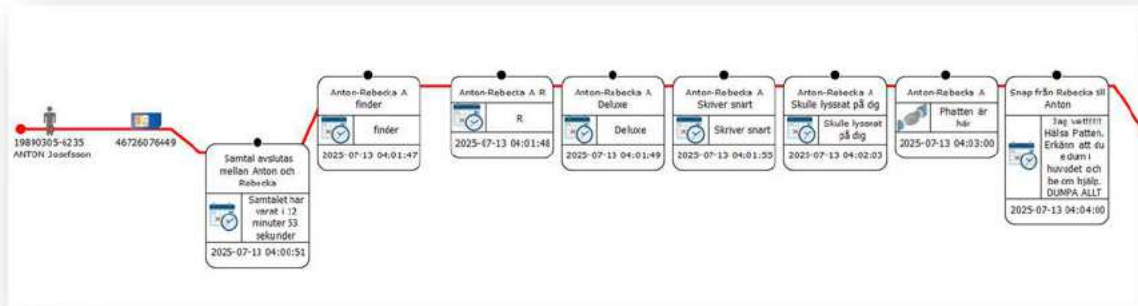 19890305-6235
ANTON Josefsson
46726076449
Samtal avslutas
mellan Anton och
Rebecka
Samtalet har
varat i 12
minuter 53
sekunder
2025-07-13 04:00:51
Anton-Rebecka A
finder
finder
2025-07-13 04:01:47
Anton-Rebecka A R
R
2025-07-13 04:01:48
Anton-Rebecka A
Deluxe
Deluxe
2025-07-13 04:01:49
Anton-Rebecka A
Skriver snart
Skriver snart
2025-07-13 04:01:55
Anton-Rebecka A
Skulle lyssnat på dig
Skulle lyssnat
på dig
2025-07-13 04:02:03
Anton-Rebecka A
Phatten är
här
2025-07-13 04:03:00
Snap från Rebecka till
Anton
Jag vett!!!!!
Hälsa Patten.
Erkänn att du
e dum i
huvudet och
be om hjälp.
DUMPA ALLT
2025-07-13 04:04:00